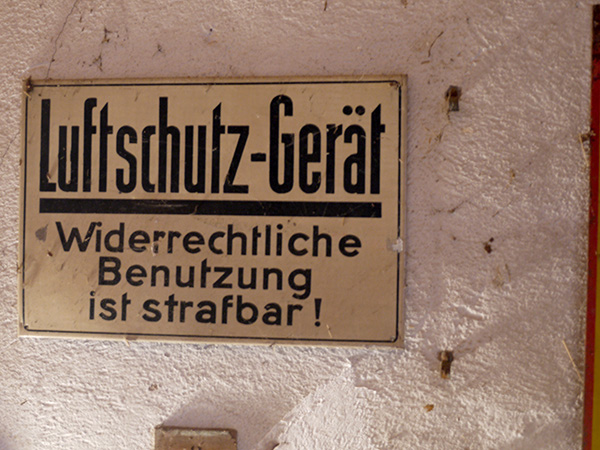 Luftschutz-Gerät
Widerrechtliche
Benutzung
ist strafbar!